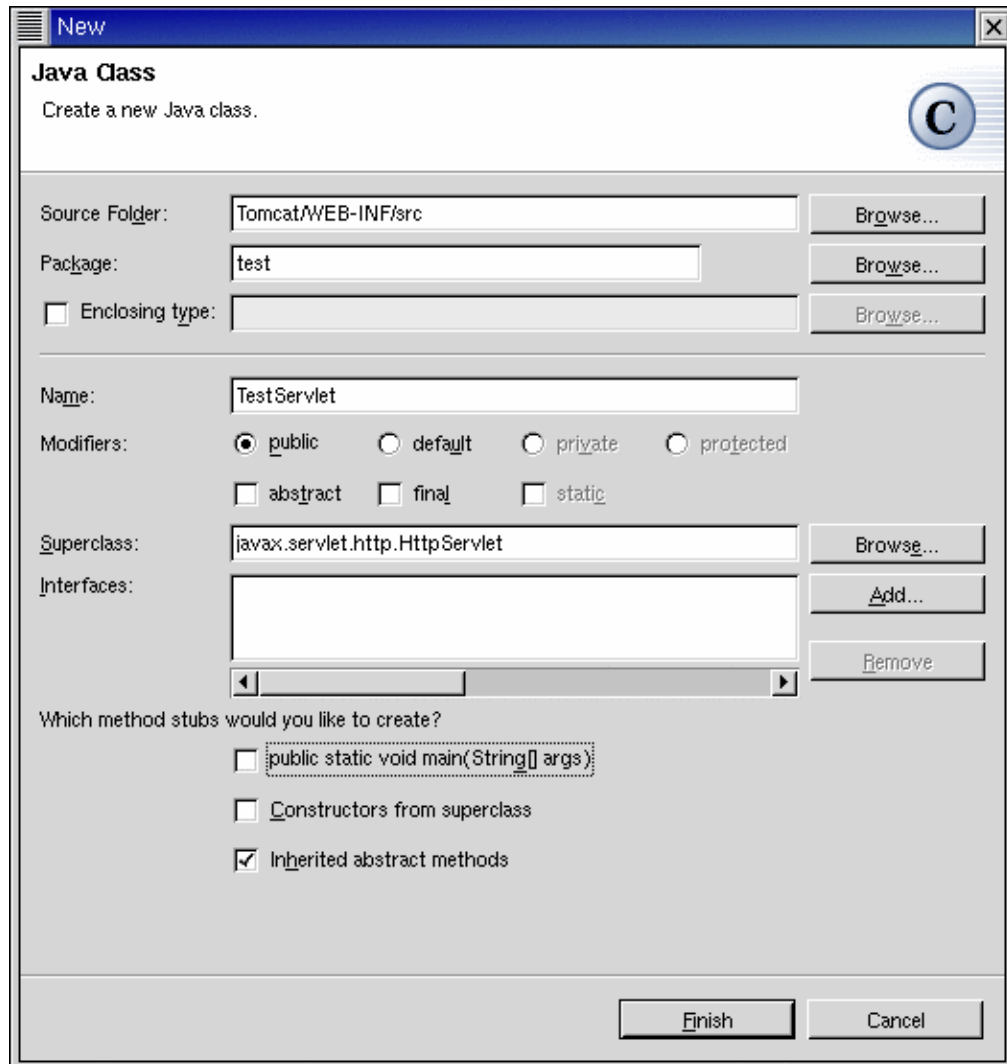 New
Java Class
Create a new Java class.
C
Source Folder: Tomcat/WEB-INF/src Browse...
Package: test Browse...
Enclosing type: Browse...
Name: TestServlet
Modifiers: public default private protected
abstract final static
Superclass: javax.servlet.http.HttpServlet Browse...
Interfaces: Add...
Remove
Which method stubs would you like to create?
public static void main(String[] args)
Constructors from superclass
Inherited abstract methods
Finish Cancel